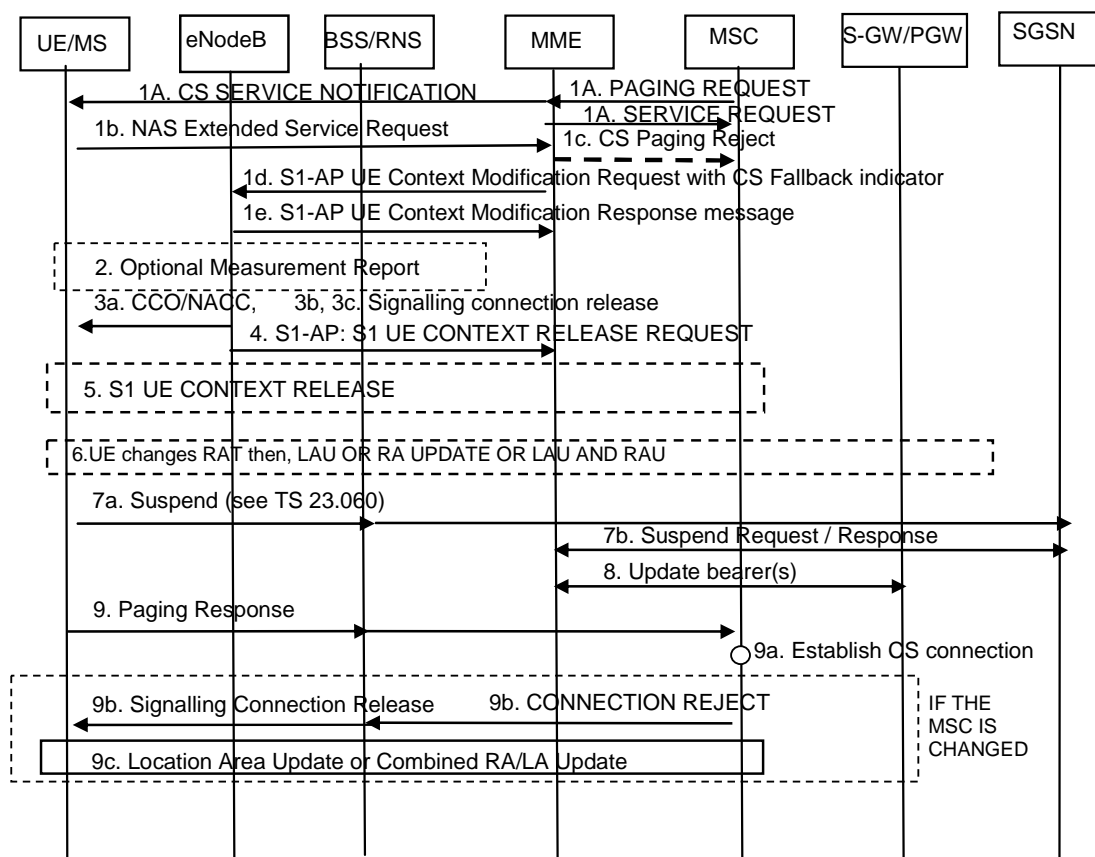 UE/MS
eNodeB
BSS/RNS
MME
MSC
S-GW/PGW
SGSN
1A. CS SERVICE NOTIFICATION
1A. PAGING REQUEST
1A. SERVICE REQUEST
1b. NAS Extended Service Request
1c. CS Paging Reject
1d. S1-AP UE Context Modification Request with CS Fallback indicator
1e. S1-AP UE Context Modification Response message
2. Optional Measurement Report
3a. CCO/NACC, 3b, 3c. Signalling connection release
4. S1-AP: S1 UE CONTEXT RELEASE REQUEST
5. S1 UE CONTEXT RELEASE
6.UE changes RAT then, LAU OR RA UPDATE OR LAU AND RAU
7a. Suspend (see TS 23.060)
7b. Suspend Request / Response
8. Update bearer(s)
9. Paging Response
9a. Establish CS connection
9b. Signalling Connection Release
9b. CONNECTION REJECT
IF THE
MSC IS
CHANGED
9c. Location Area Update or Combined RA/LA Update